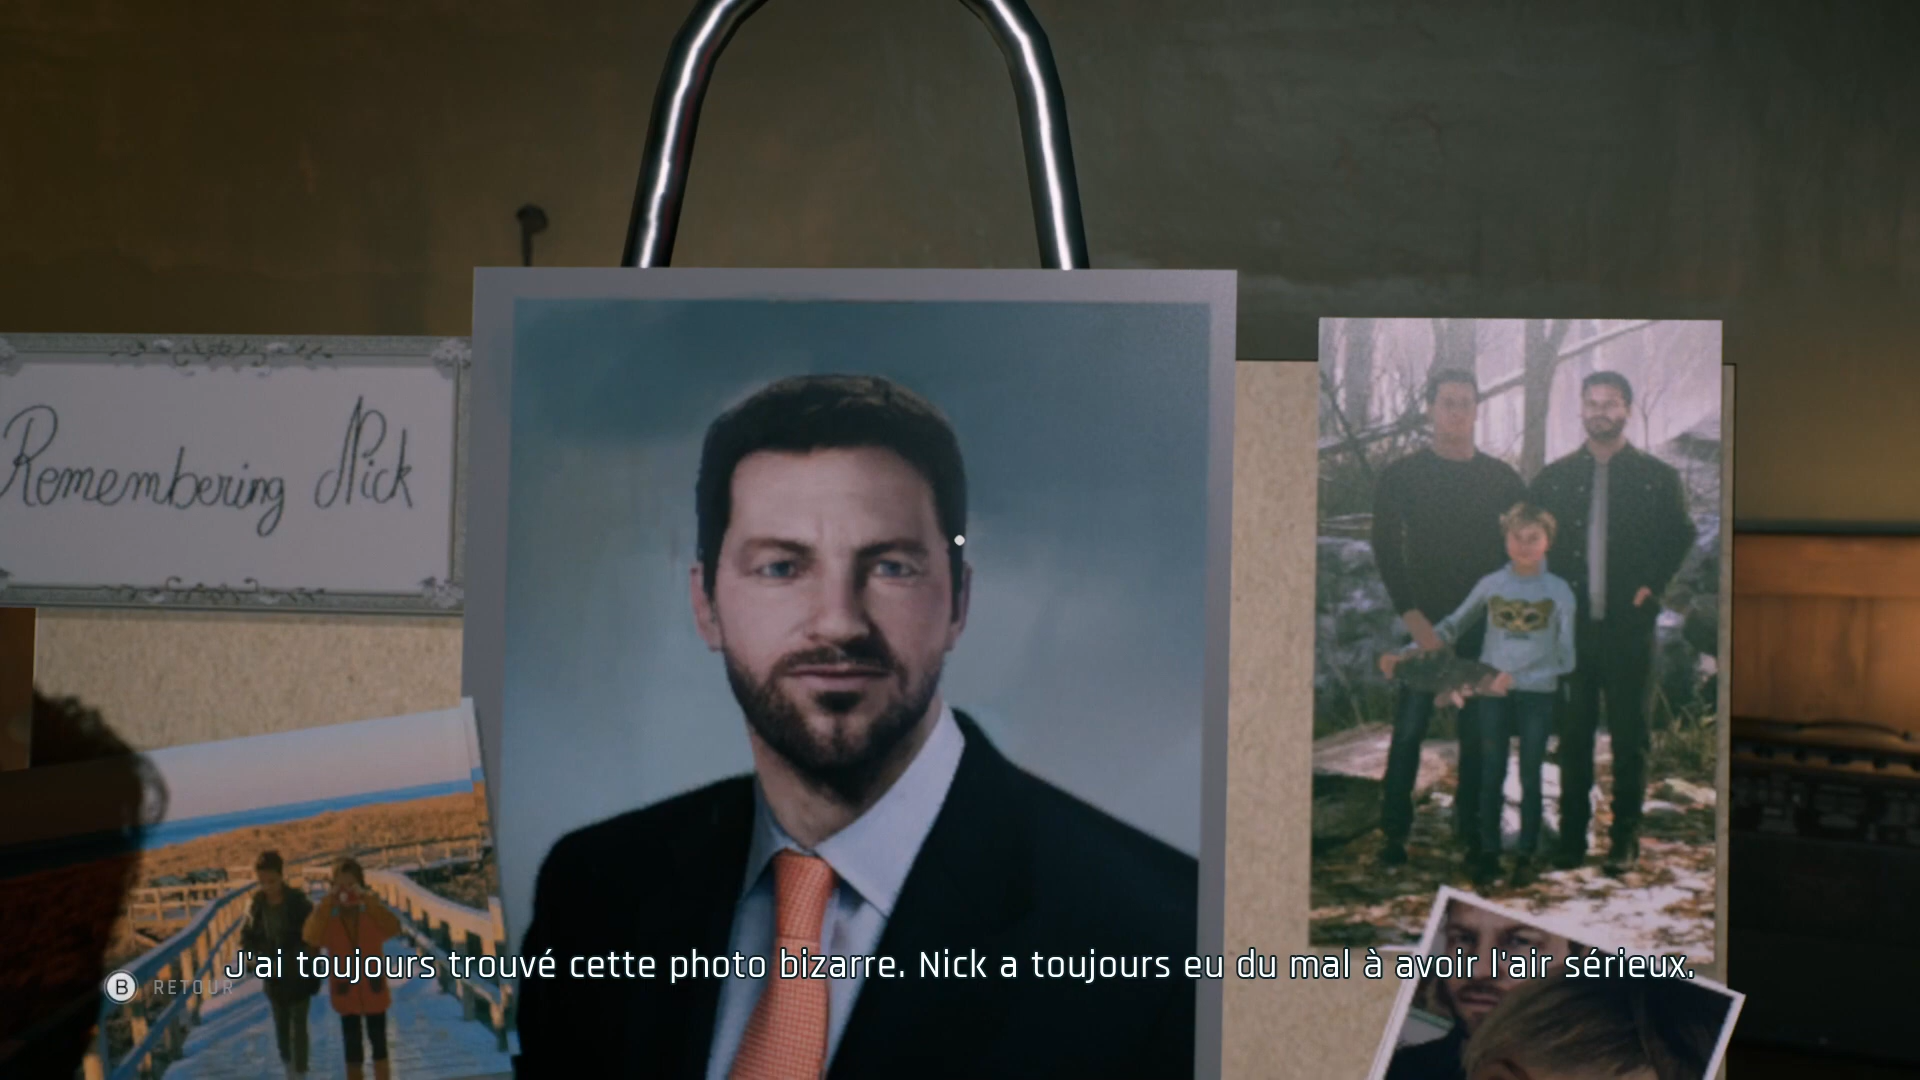 Remembering Nick
J'ai toujours trouvé cette photo bizarre. Nick a toujours eu du mal à avoir l'air sérieux.
B RETOUR